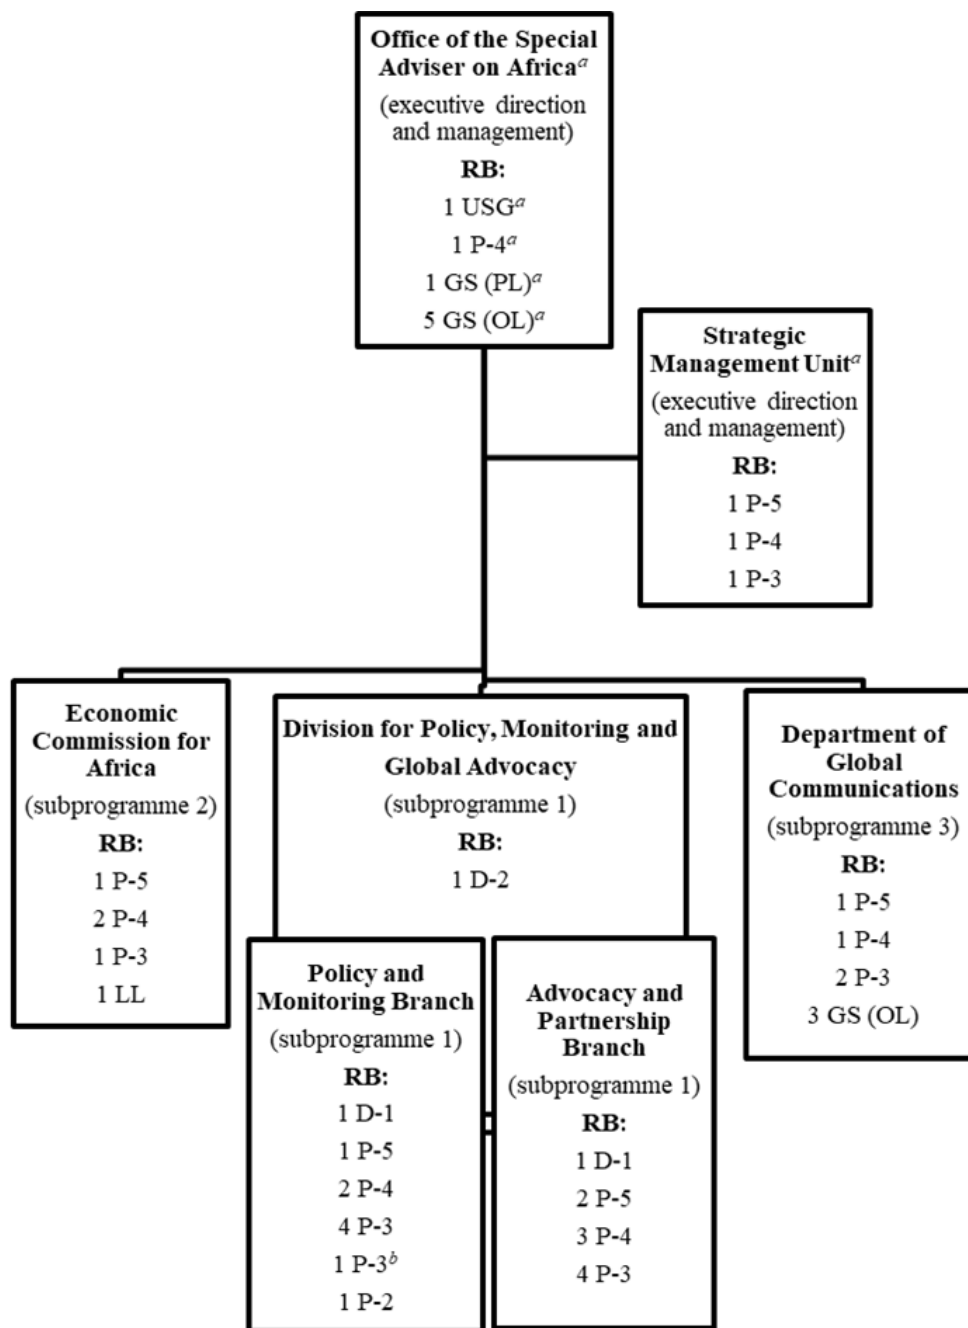 Office of the Special
Adviser on Africaᵃ
(executive direction
and management)
RB:
1 USGᵃ
1 P-4ᵃ
1 GS (PL)ᵃ
5 GS (OL)ᵃ
Strategic
Management Unitᵃ
(executive direction
and management)
RB:
1 P-5
1 P-4
1 P-3
Economic
Commission for
Africa
(subprogramme 2)
RB:
1 P-5
2 P-4
1 P-3
1 LL
Division for Policy, Monitoring and
Global Advocacy
(subprogramme 1)
RB:
1 D-2
Department of
Global
Communications
(subprogramme 3)
RB:
1 P-5
1 P-4
2 P-3
3 GS (OL)
Policy and
Monitoring Branch
(subprogramme 1)
RB:
1 D-1
1 P-5
2 P-4
4 P-3
1 P-3ᵇ
1 P-2
Advocacy and
Partnership
Branch
(subprogramme 1)
RB:
1 D-1
2 P-5
3 P-4
4 P-3